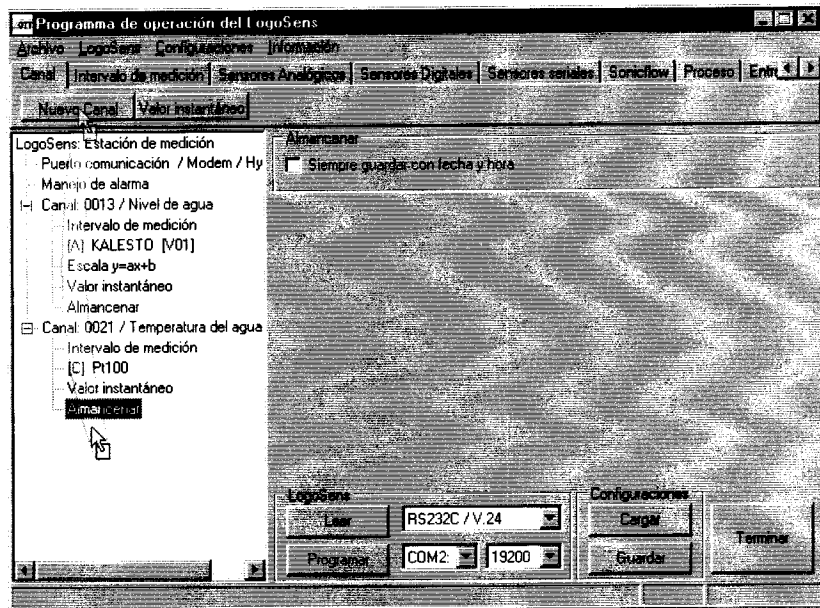 Programma de operación del LogoSens
Archivo LogoSens Configuraciones Información
Canal Intervalo de medición Sensores Analógicos Sensores Digitales Sensores seriales Sonicflow Proceso Entr
Nuevo Canal Valor instantáneo
LogoSens: Estación de medición
Puerto comunicación / Modem / Hy
Manejo de alarma
Canal: 0013 / Nivel de agua
Intervalo de medición
(A) KALESTO [V01]
Escala y=ax+b
Valor instantáneo
Almancenar
Canal: 0021 / Temperatura del agua
Intervalo de medición
[C] Pt100
Valor instantáneo
Almancenar
Almancenar
Siempre guardar con fecha y hora
LogoSens
Leer RS232C / V.24
Programar COM2: 19200
Configuraciones
Cargar
Guardar
Terminar